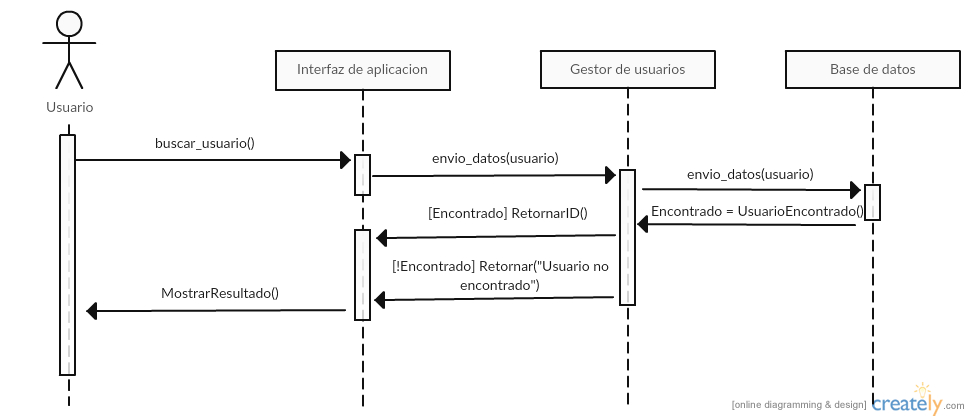 Interfaz de aplicacion
Gestor de usuarios
Base de datos
Usuario
buscar_usuario()
envio_datos(usuario)
envio_datos(usuario)
Encontrado = UsuarioEncontrado()
[Encontrado] RetornarID()
[!Encontrado] Retornar("Usuario no
encontrado")
MostrarResultado()
[online diagramming & design] creately.com